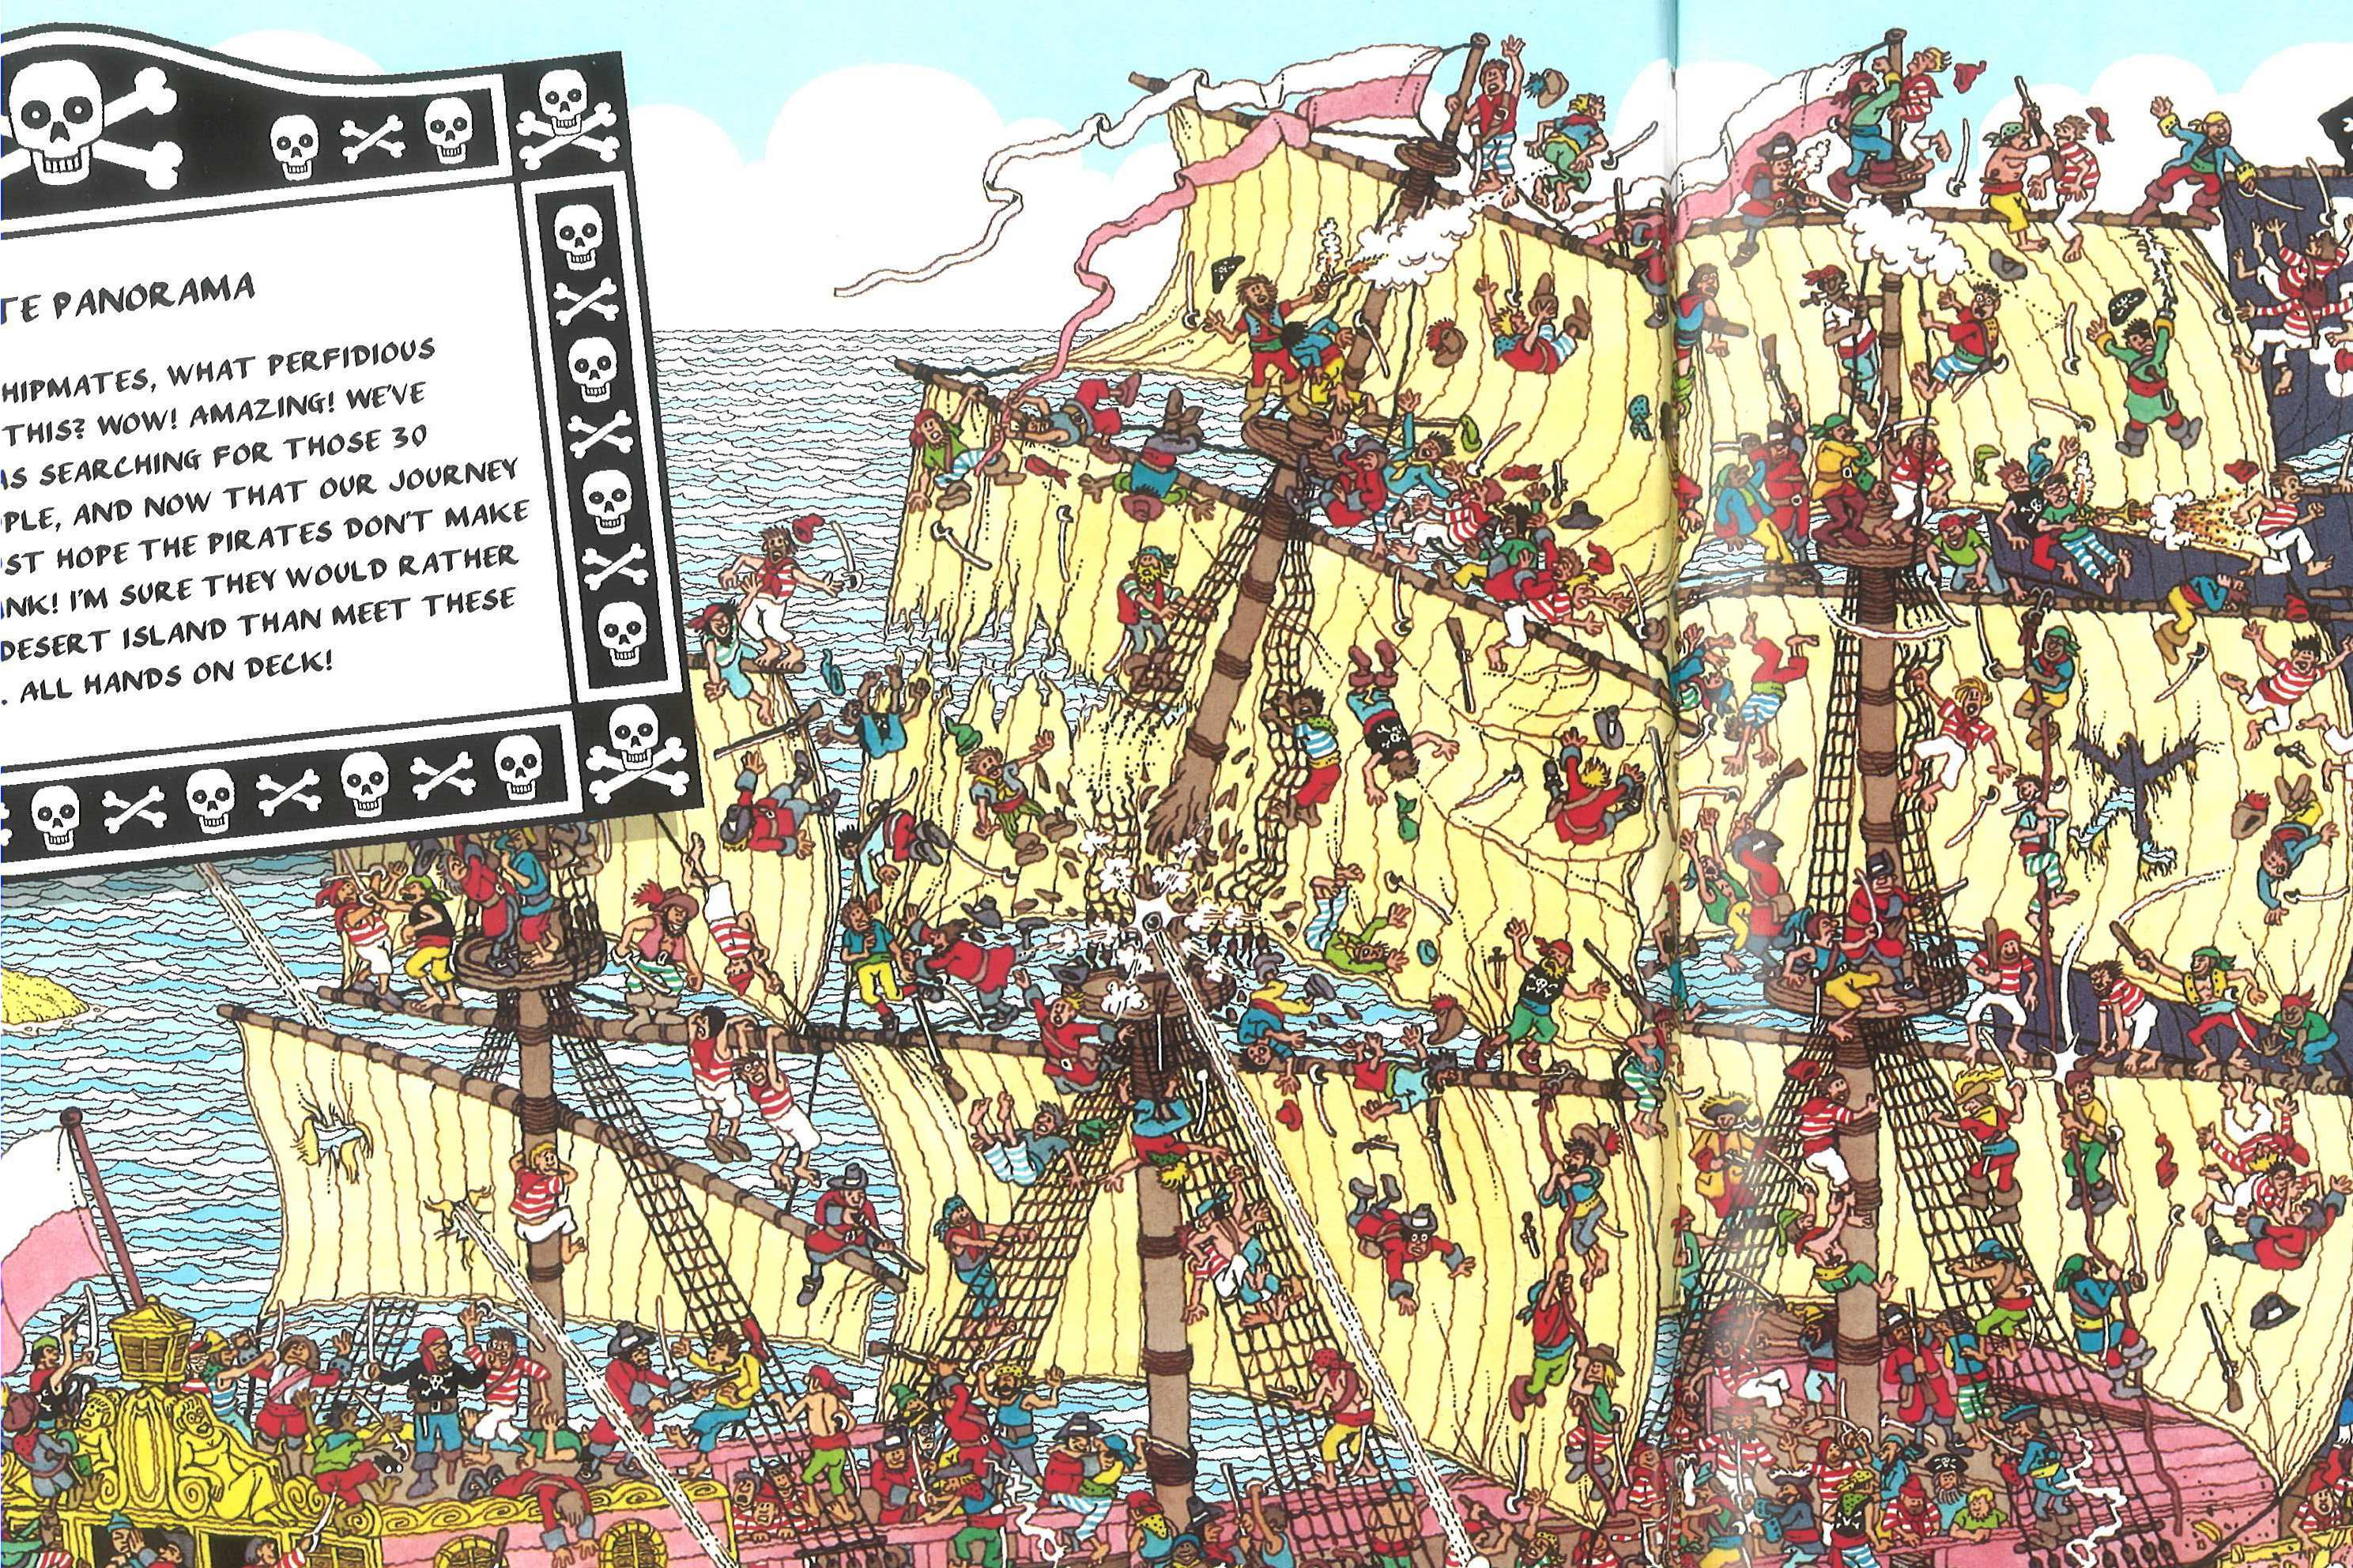 TE PANORAMA
HIPMATES, WHAT PERFIDIOUS
THIS? WOW! AMAZING! WE'VE
AS SEARCHING FOR THOSE 30
PLE, AND NOW THAT OUR JOURNEY
ST HOPE THE PIRATES DON'T MAKE
NK! I'M SURE THEY WOULD RATHER
DESERT ISLAND THAN MEET THESE
. ALL HANDS ON DECK!